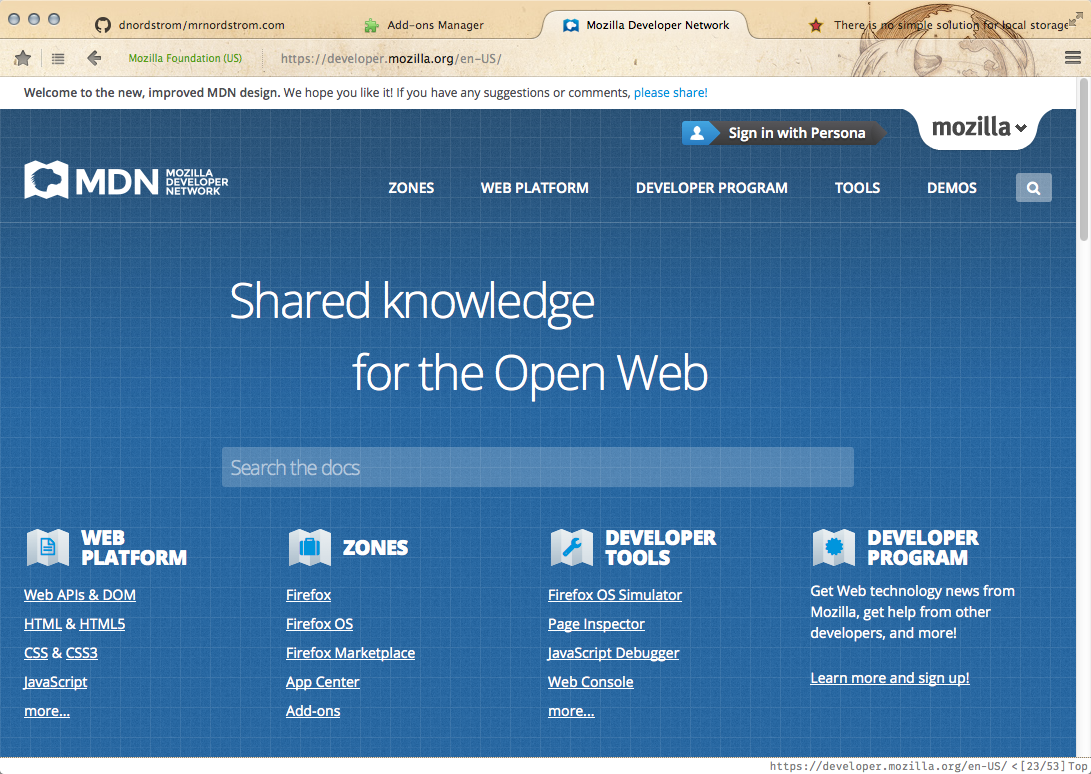 dnordstrom/mrnordstrom.com
Add-ons Manager
Mozilla Developer Network
There is no simple solution for local storage
Mozilla Foundation (US)
https://developer.mozilla.org/en-US/
Welcome to the new, improved MDN design. We hope you like it! If you have any suggestions or comments, please share!
Sign in with Persona
mozilla
MDN MOZILLA DEVELOPER NETWORK
ZONES
WEB PLATFORM
DEVELOPER PROGRAM
TOOLS
DEMOS
Shared knowledge
for the Open Web
Search the docs
WEB
PLATFORM
Web APIs & DOM
HTML & HTML5
CSS & CSS3
JavaScript
more...
ZONES
Firefox
Firefox OS
Firefox Marketplace
App Center
Add-ons
DEVELOPER
TOOLS
Firefox OS Simulator
Page Inspector
JavaScript Debugger
Web Console
more...
DEVELOPER
PROGRAM
Get Web technology news from
Mozilla, get help from other
developers, and more!
Learn more and sign up!
https://developer.mozilla.org/en-US/ <[23/53] Top